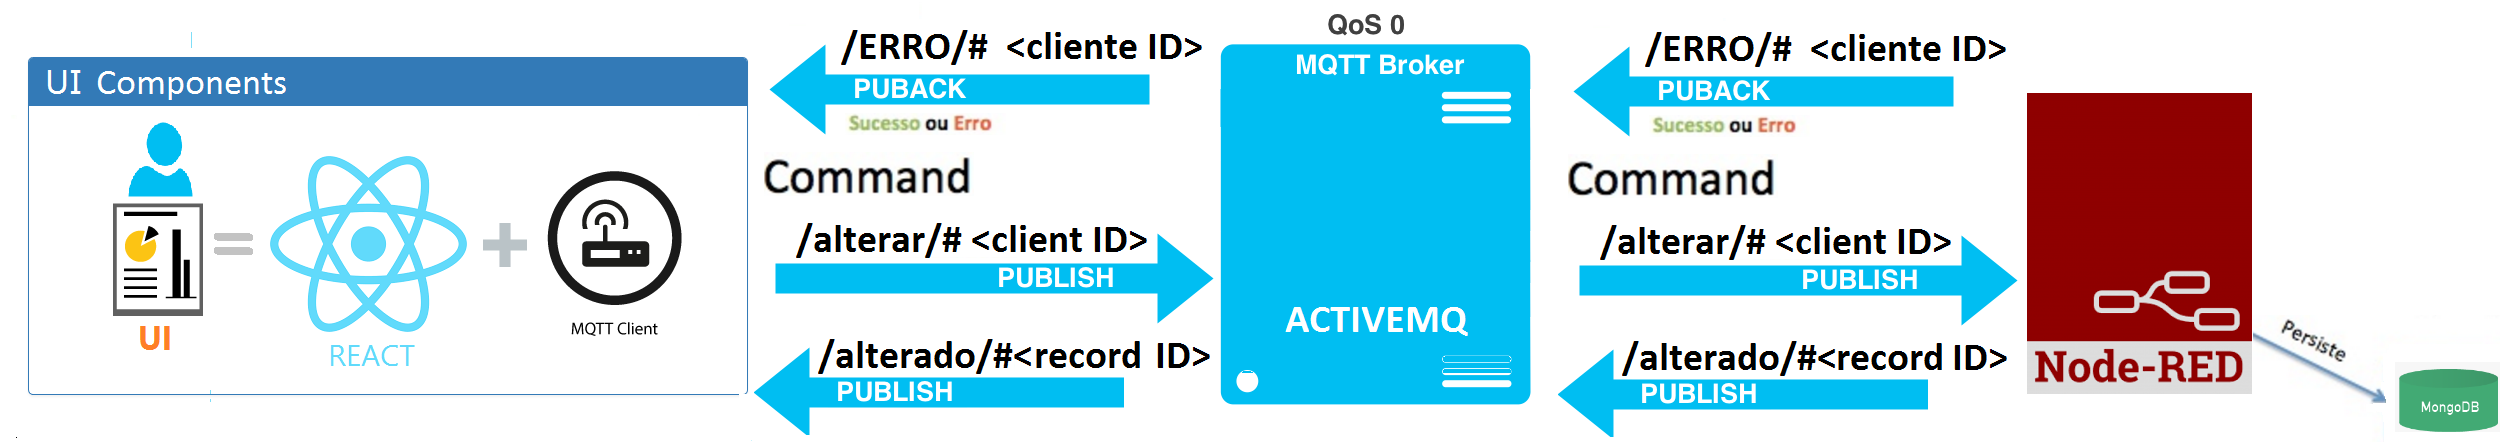 UI Components
UI
REACT
MQTT Client
/ERRO/# <cliente ID>
PUBACK
Sucesso ou Erro
Command
/alterar/# <client ID>
PUBLISH
/alterado/#<record ID>
PUBLISH
QoS 0
MQTT Broker
ACTIVEMQ
/ERRO/# <cliente ID>
PUBACK
Sucesso ou Erro
Command
/alterar/# <client ID>
PUBLISH
/alterado/#<record ID>
PUBLISH
Node-RED
Persiste
MongoDB